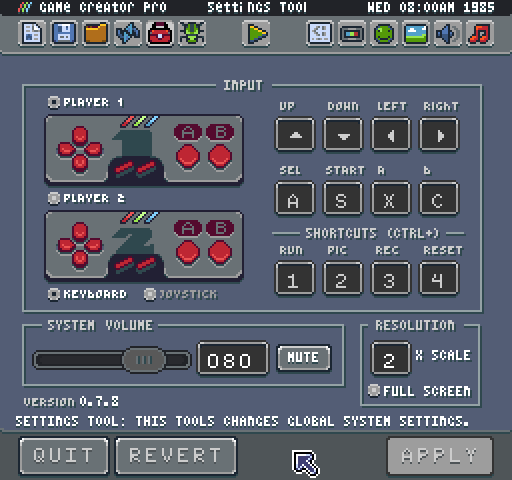 GAME CREATOR PRO SETTINGS TOOL WED 08:00AM 1985
INPUT
PLAYER 1
UP DOWN LEFT RIGHT
1 A B
SEL START A B
A S X C
PLAYER 2
2 A B
SHORTCUTS (CTRL+)
RUN PIC REC RESET
1 2 3 4
KEYBOARD JOYSTICK
SYSTEM VOLUME
RESOLUTION
080 MUTE
2 X SCALE
FULL SCREEN
VERSION 0.7.8
SETTINGS TOOL: THIS TOOLS CHANGES GLOBAL SYSTEM SETTINGS.
QUIT REVERT APPLY